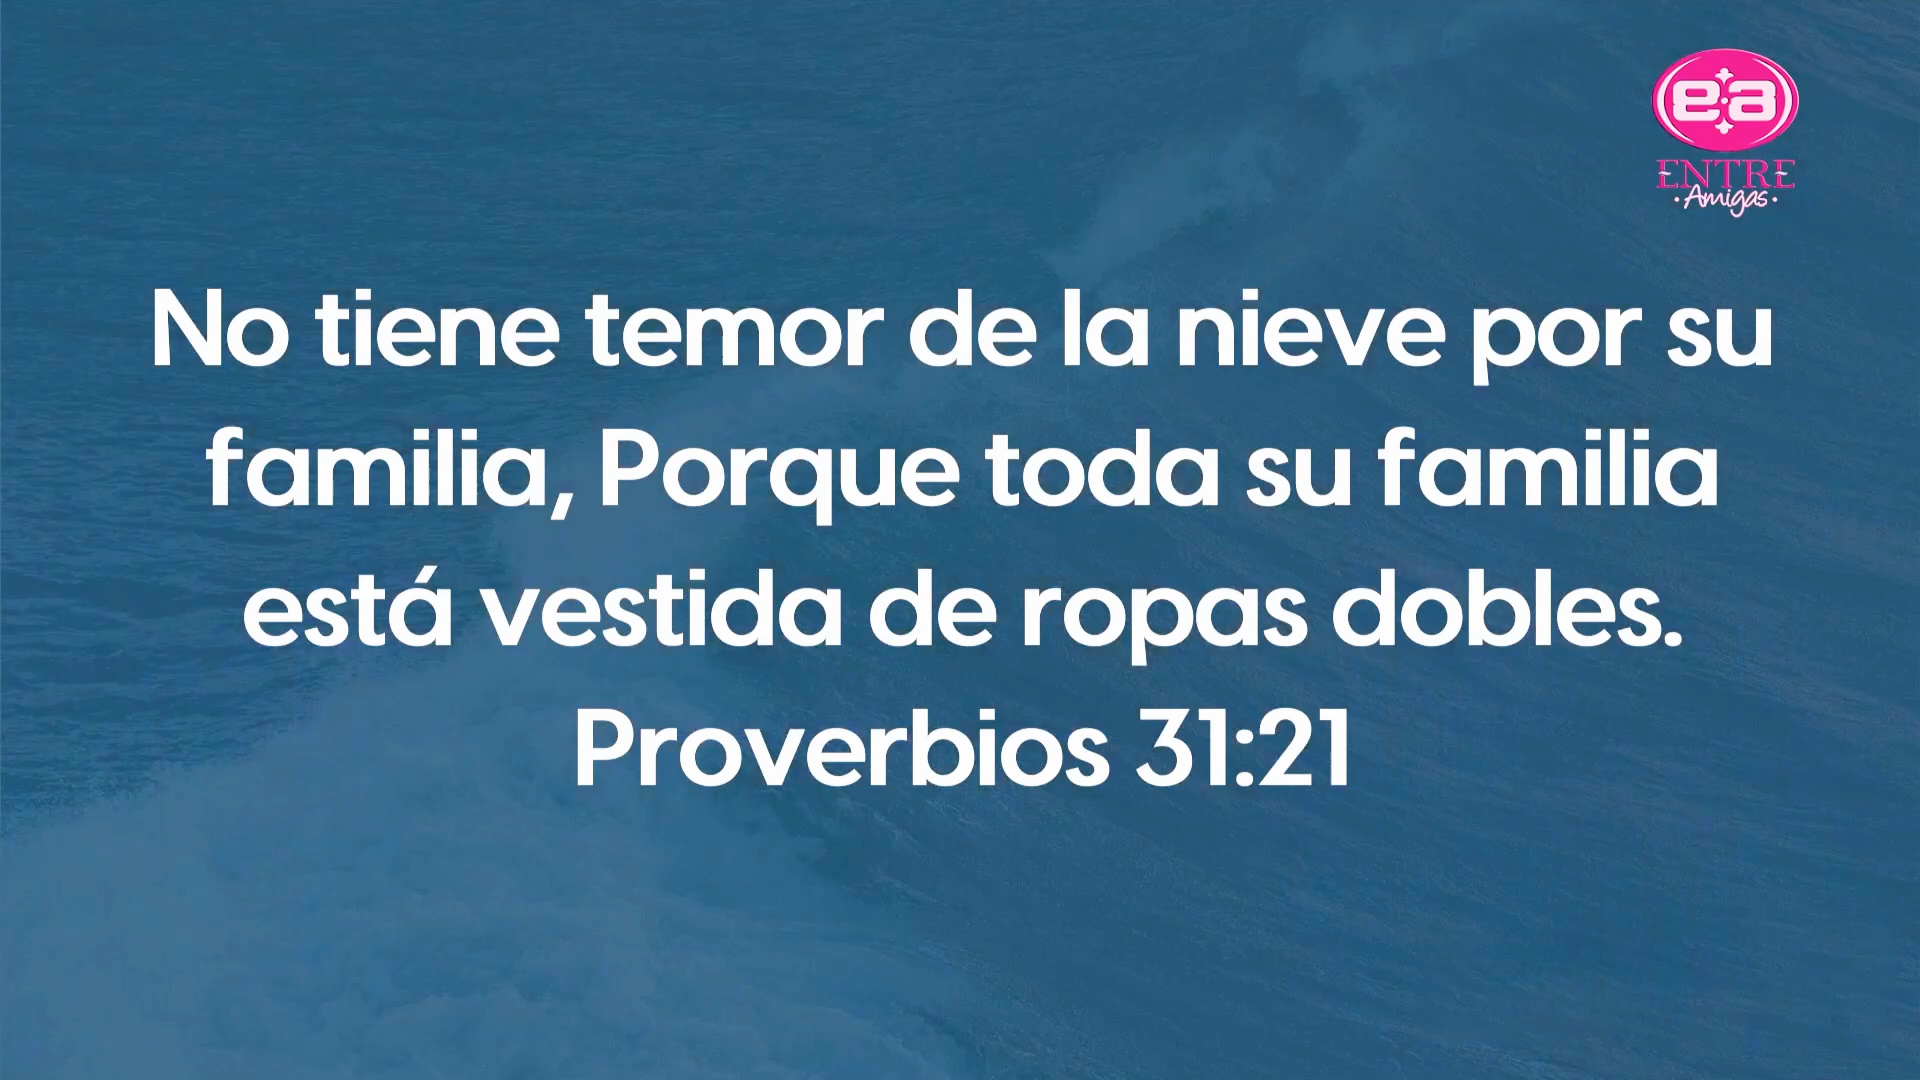 e:a
ENTRE
·Amigas·
No tiene temor de la nieve por su
familia, Porque toda su familia
está vestida de ropas dobles.
Proverbios 31:21